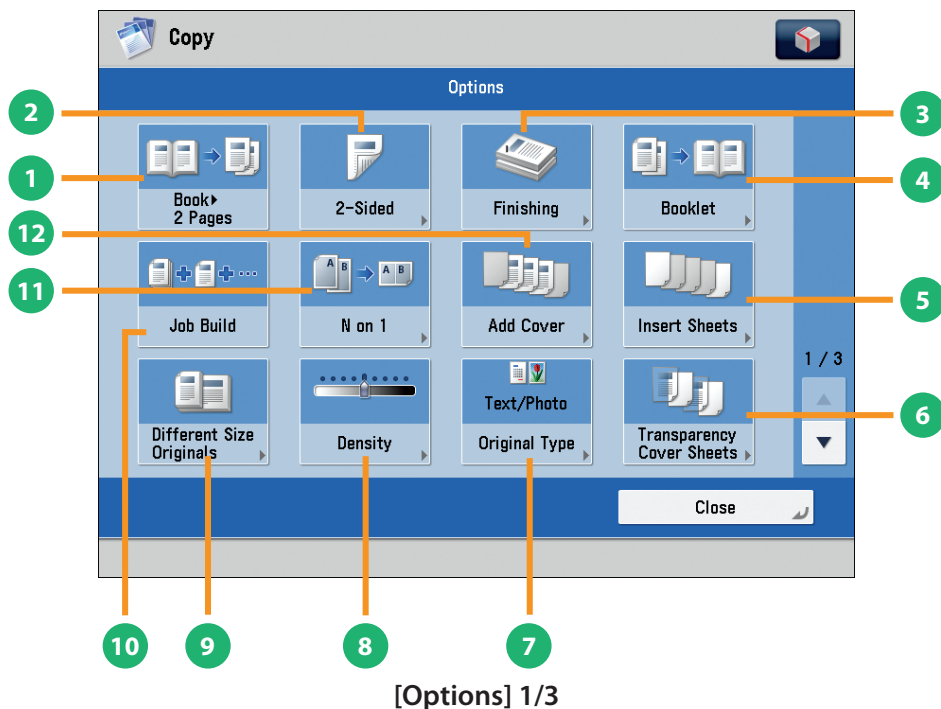 Copy
Options
2
3
1
4
Book▸
2 Pages
2-Sided
Finishing
Booklet
12
11
A B A B
5
Job Build
N on 1
Add Cover
Insert Sheets
1 / 3
Text/Photo
6
Different Size
Originals
Density
Original Type
Transparency
Cover Sheets
Close
10
9
8
7
[Options] 1/3